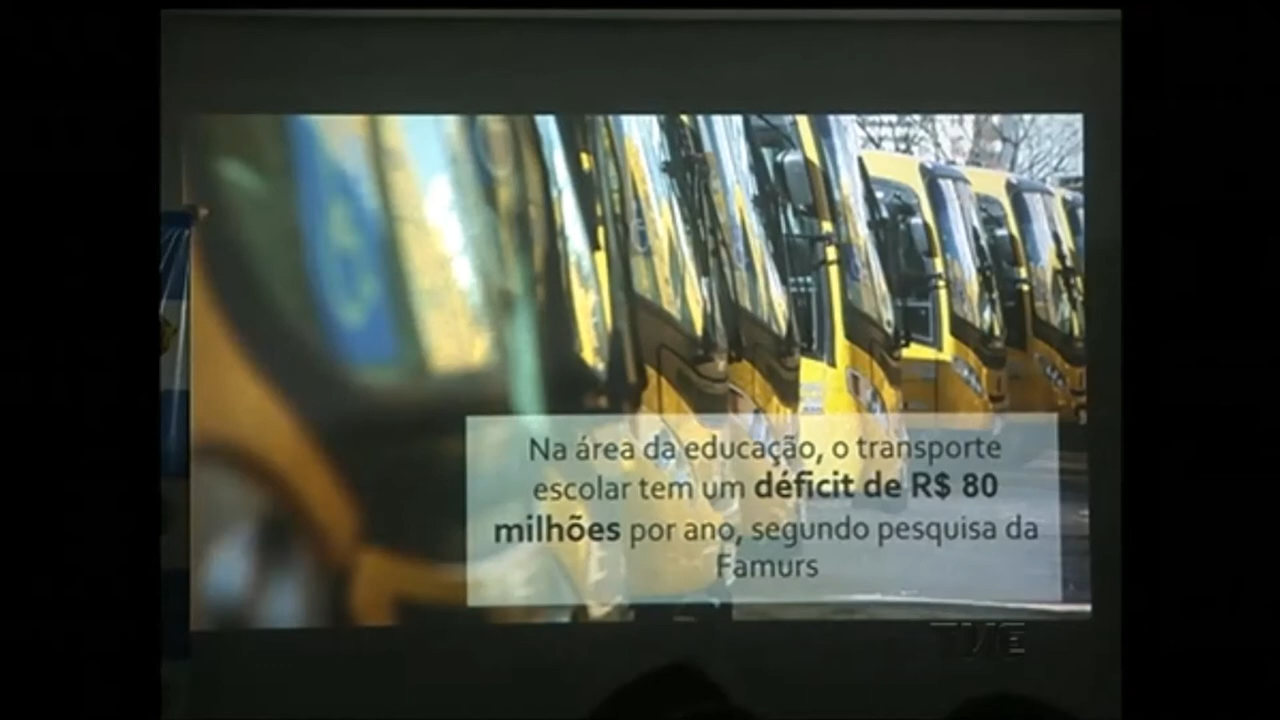 Na área da educação, o transporte
escolar tem um déficit de R$ 80
milhões por ano, segundo pesquisa da
Famurs
TVE